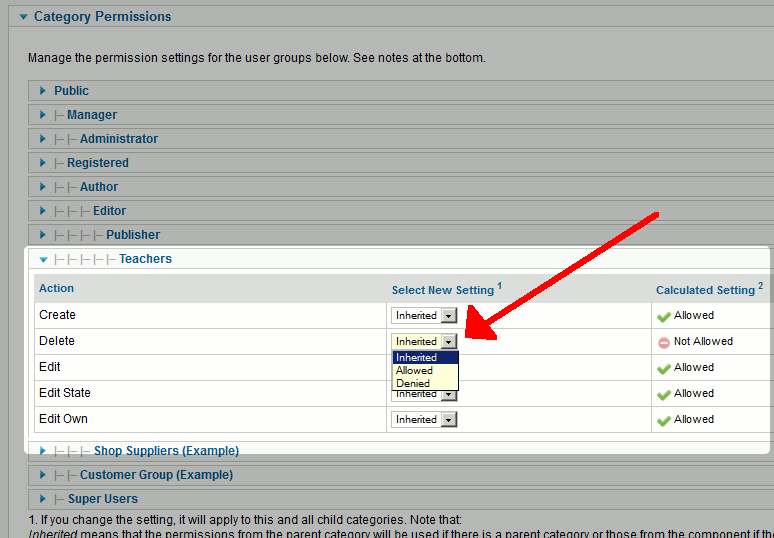 Category Permissions
Manage the permission settings for the user groups below. See notes at the bottom.
Public
|– Manager
|– |– Administrator
|– Registered
|– |– Author
|– |– |– Editor
|– |– |– |– Publisher
|– |– |– |– |– Teachers
Action Select New Setting 1 Calculated Setting 2
Create Inherited Allowed
Delete Inherited Not Allowed
Inherited
Edit Allowed Allowed
Denied
Edit State Inherited Allowed
Edit Own Inherited Allowed
|– |– |– Shop Suppliers (Example)
|– |– Customer Group (Example)
|– Super Users
1. If you change the setting, it will apply to this and all child categories. Note that:
Inherited means that the permissions from the parent category will be used if there is a parent category or those from the component if the